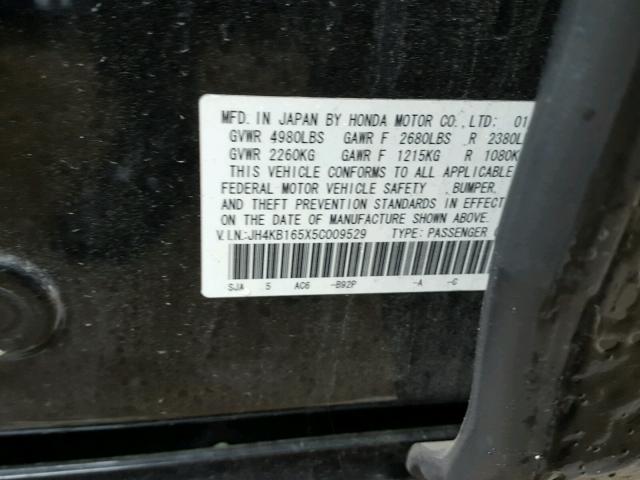 MFD. IN JAPAN BY HONDA MOTOR CO., LTD: 01
GVWR 4980LBS GAWR F 2680LBS R 2380L
GVWR 2260KG GAWR F 1215KG R 1080K
THIS VEHICLE CONFORMS TO ALL APPLICABLE
FEDERAL MOTOR VEHICLE SAFETY , BUMPER,
AND THEFT PREVENTION STANDARDS IN EFFECT
ON THE DATE OF MANUFACTURE SHOWN ABOVE.
V.I.N.:JH4KB165X5C009529 TYPE: PASSENGER
SJA 5 AC6 -B92P -A -C